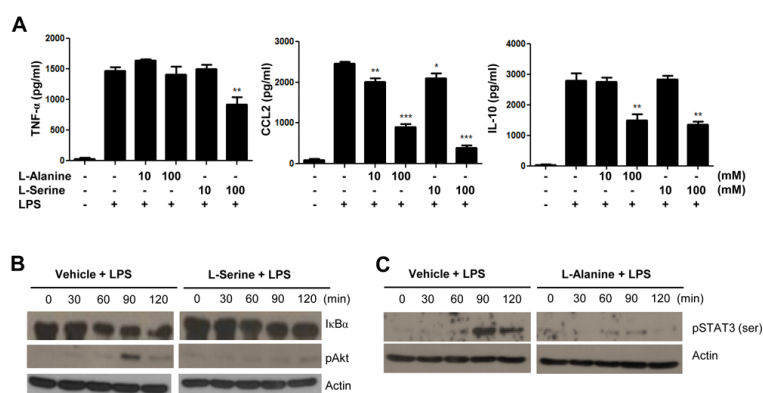 A
TNF-α (pg/ml)
2000
1500
1000
500
0
**
CCL2 (pg/ml)
3000
2000
1000
0
**
***
*
***
IL-10 (pg/ml)
4000
3000
2000
1000
0
**
**
L-Alanine - - 10 100 - - - - 10 100 - - - - 10 100 - - (mM)
L-Serine - - - - 10 100 - - - - 10 100 - - - - 10 100 (mM)
LPS - + + + + + - + + + + + - + + + + +
B
Vehicle + LPS L-Serine + LPS
0 30 60 90 120 0 30 60 90 120 (min)
IκBα
pAkt
Actin
C
Vehicle + LPS L-Alanine + LPS
0 30 60 90 120 0 30 60 90 120 (min)
pSTAT3 (ser)
Actin